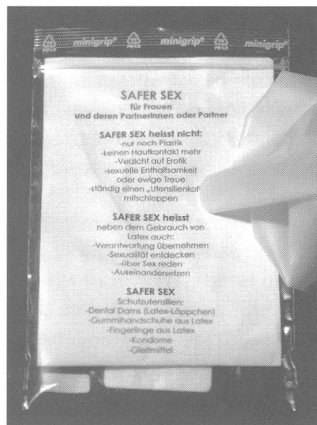 minigrip® minigrip® minigrip®
SAFER SEX
für Frauen
und deren Partnerinnen oder Partner
SAFER SEX heisst nicht:
-nur noch Plastik
-keinen Hautkontakt mehr
-Verzicht auf Erotik
-sexuelle Enthaltsamkeit
oder ewige Treue
-ständig einen „Utensilienkof
mitschleppen
SAFER SEX heisst
neben dem Gebrauch von
Latex auch:
-Verantwortung übernehmen
-Sexualität entdecken
-über Sex reden
-Auseinandersetzen
SAFER SEX
Schutzutensilien:
-Dental Dams (Latex-Läppchen)
-Gummihandschuhe aus Latex
-Fingerlinge aus Latex
-Kondome
-Gleitmittel